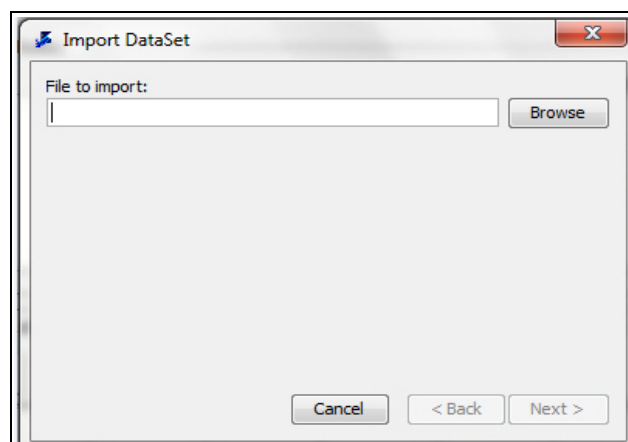 Import DataSet
File to import:
Browse
Cancel
< Back
Next >